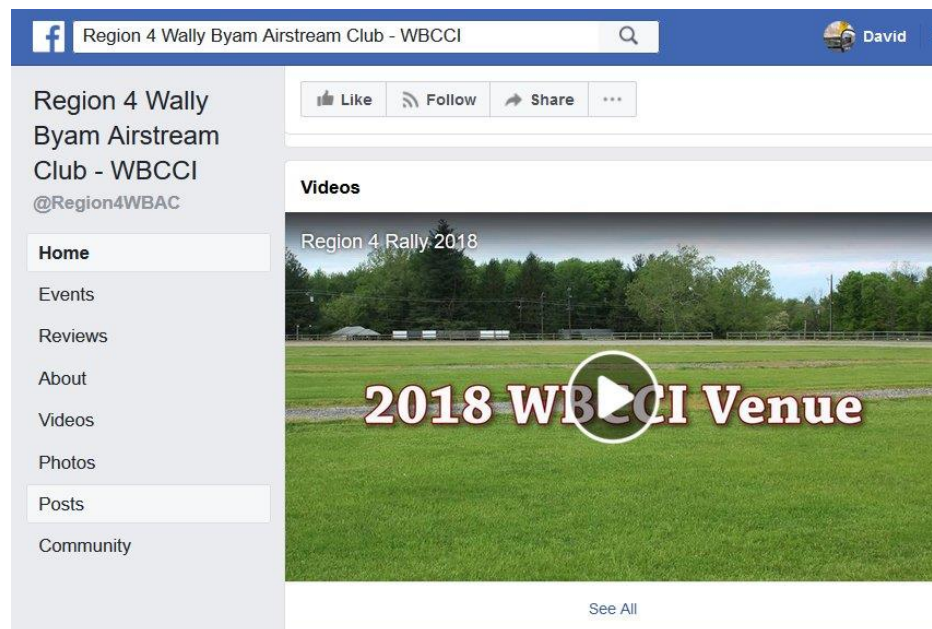 f
Region 4 Wally Byam Airstream Club - WBCCI
David
Region 4 Wally
Byam Airstream
Club - WBCCI
@Region4WBAC
Home
Events
Reviews
About
Videos
Photos
Posts
Community
Like
Follow
Share
Videos
Region 4 Rally 2018
2018 WBCCI Venue
See All